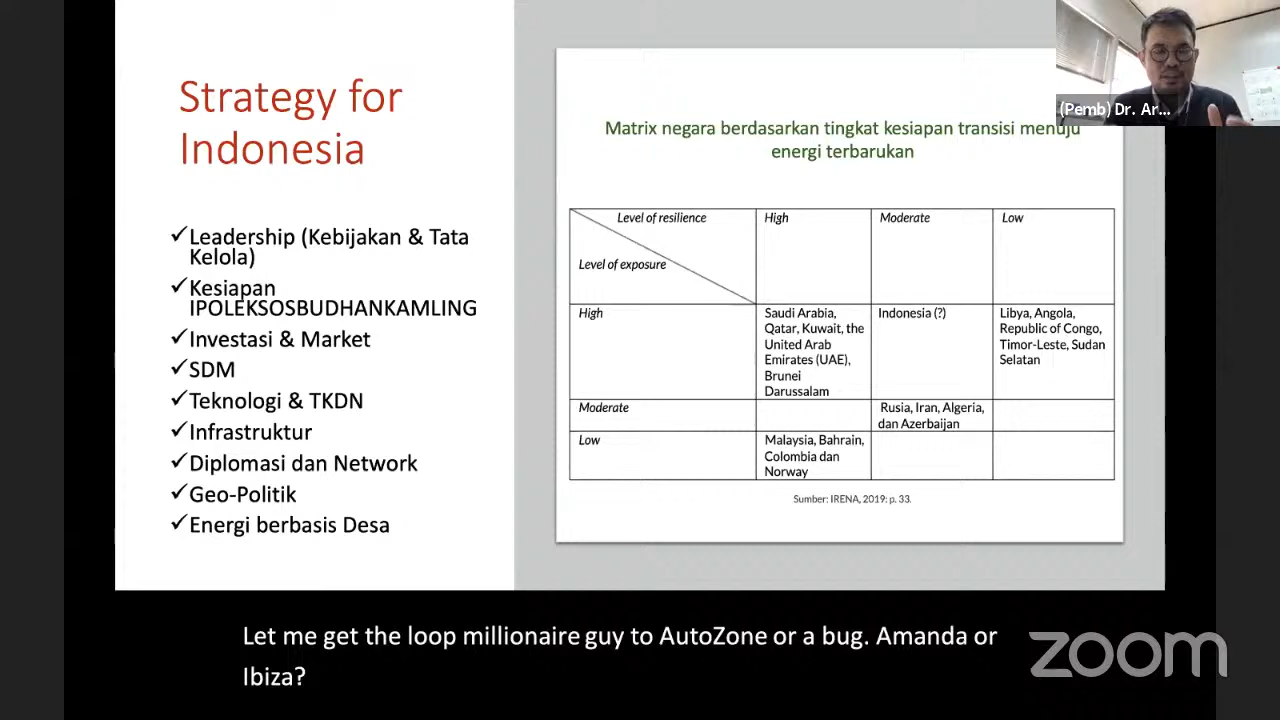 Strategy for
Indonesia
✓Leadership (Kebijakan & Tata
Kelola)
✓Kesiapan
IPOLEKSOSBUDHANKAMLING
✓Investasi & Market
✓SDM
✓Teknologi & TKDN
✓Infrastruktur
✓Diplomasi dan Network
✓Geo-Politik
✓Energi berbasis Desa
Matrix negara berdasarkan tingkat kesiapan transisi menuju
energi terbarukan
Level of resilience
Level of exposure
High
Moderate
Low
High
Saudi Arabia,
Qatar, Kuwait, the
United Arab
Emirates (UAE),
Brunei
Darussalam
Indonesia (?)
Libya, Angola,
Republic of Congo,
Timor-Leste, Sudan
Selatan
Moderate
Rusia, Iran, Algeria,
dan Azerbaijan
Low
Malaysia, Bahrain,
Colombia dan
Norway
Sumber: IRENA, 2019: p. 33.
(Pemb) Dr. Ar...
Let me get the loop millionaire guy to AutoZone or a bug. Amanda or
Ibiza?
zoom